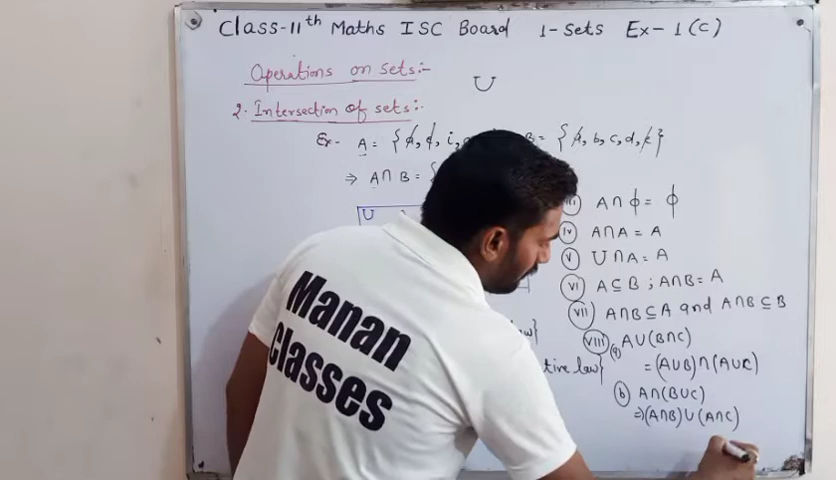 Class-11th Maths ISC Board 1-Sets Ex-1(c)
Operations on sets:-
U
2. Intersection of sets:-
Ex- A = {
B = {
b, c, d,
⇒ A∩B = {
U
iii A∩ϕ = ϕ
iv A∩A = A
v U∩A = A
vi A⊆B ; A∩B = A
vii) A∩B⊆A and A∩B⊆B
viii (a) A∪(B∩C)
= (A∪B)∩(A∪C)
(b) A∩(B∪C)
⇒(A∩B)∪(A∩C)
tive law}
Manan
Classes